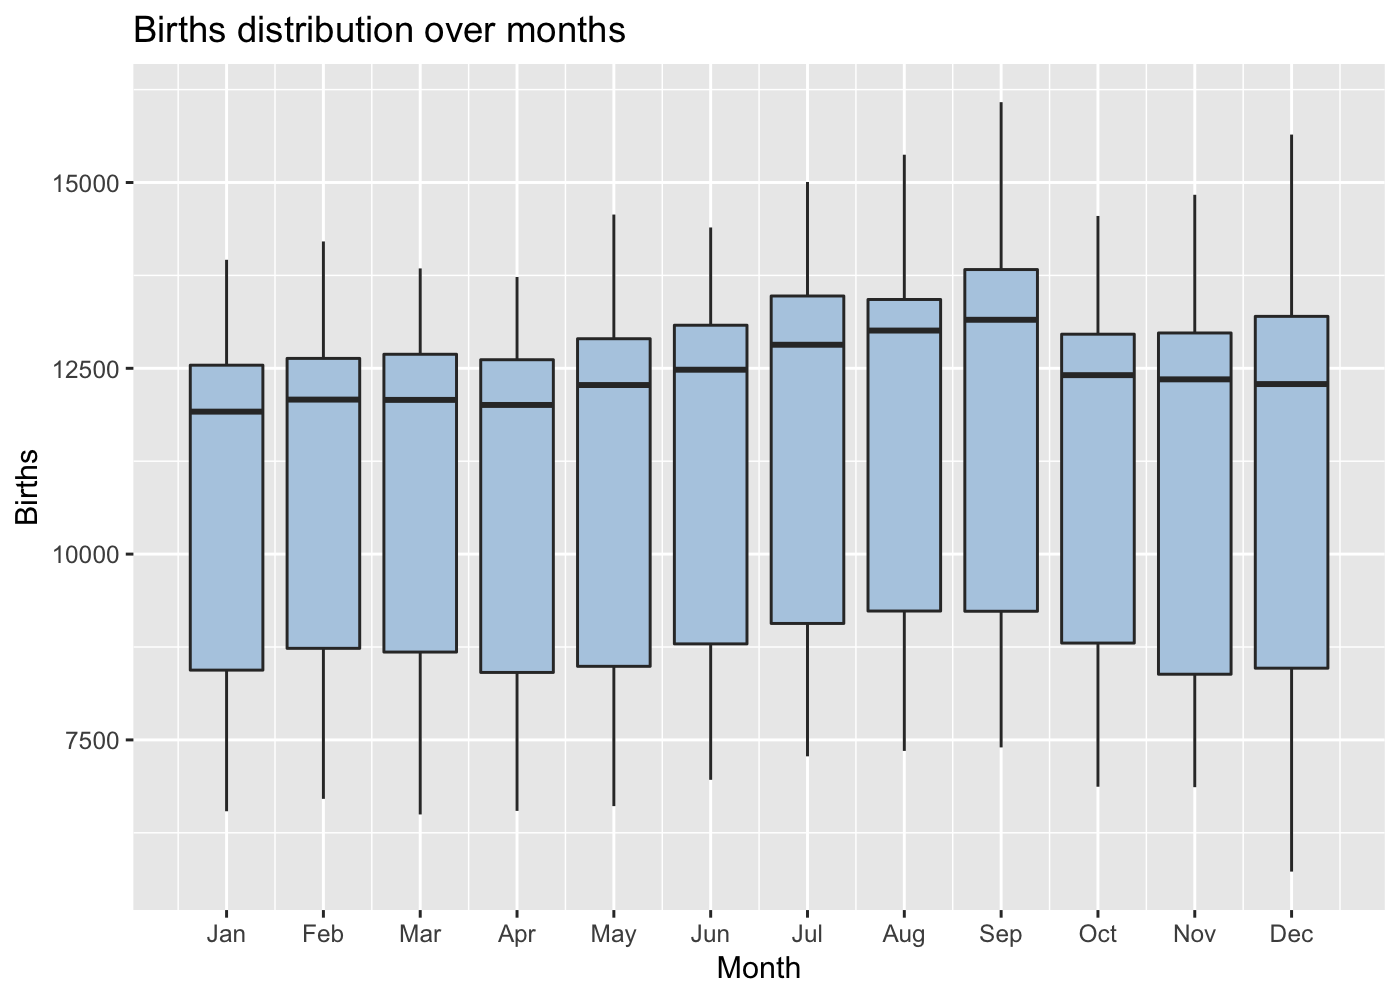 Births distribution over months
Births
15000
12500
10000
7500
Jan Feb Mar Apr May Jun Jul Aug Sep Oct Nov Dec
Month